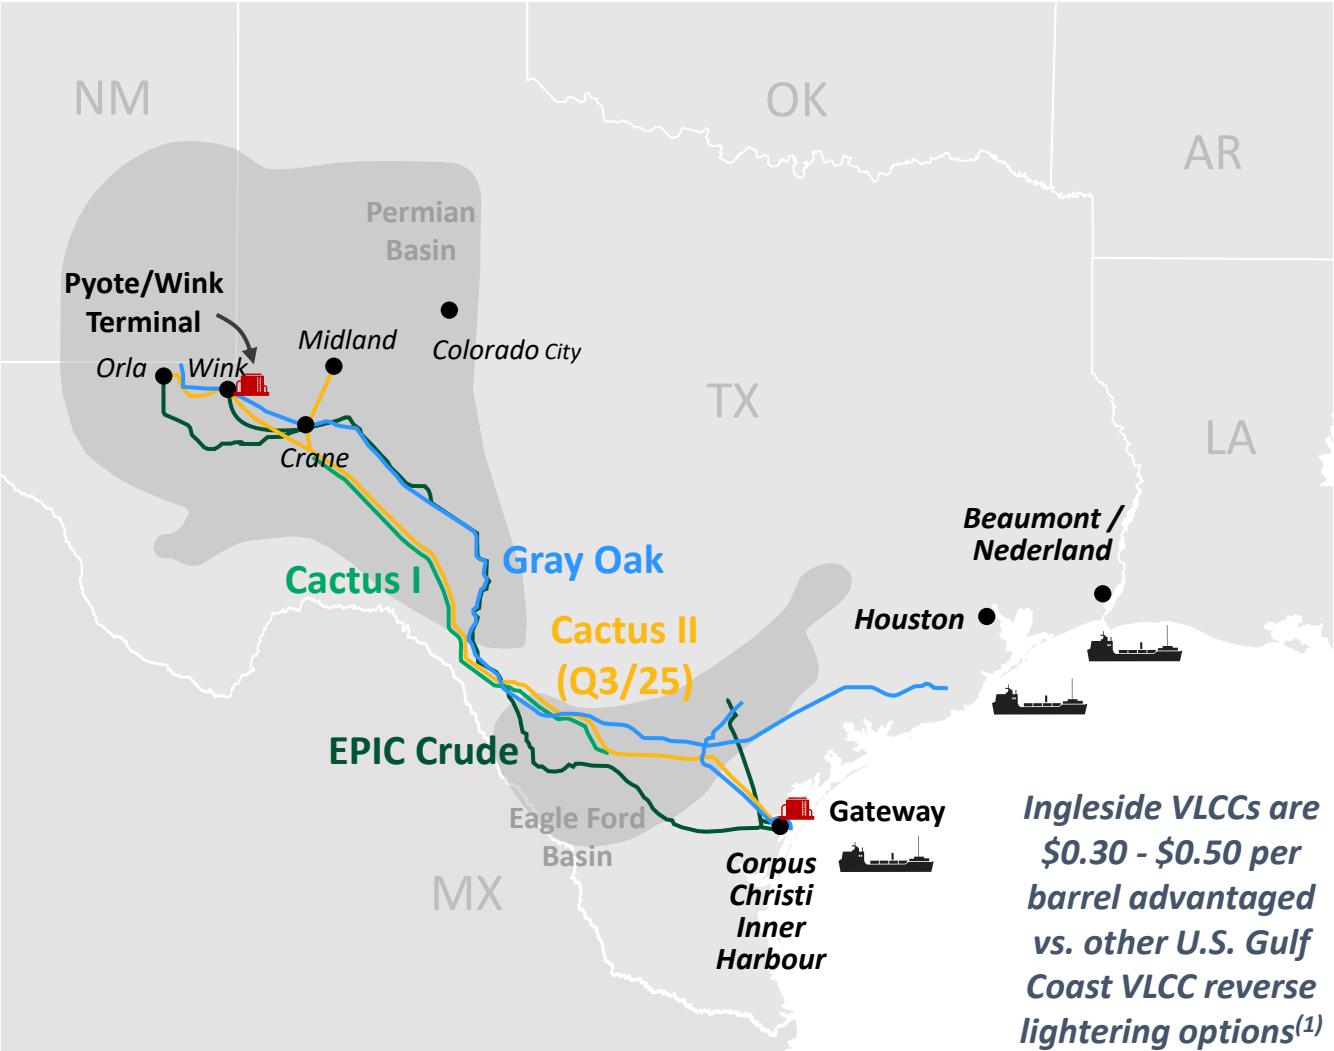 NM
OK
AR
Permian
Basin
Pyote/Wink
Terminal
Midland
Colorado City
Orla
Wink
TX
LA
Crane
Beaumont /
Nederland
Gray Oak
Cactus I
Houston
Cactus II
(Q3/25)
EPIC Crude
Eagle Ford
Basin
Gateway
Corpus
Christi
Inner
Harbour
MX
Ingleside VLCCs are
$0.30 - $0.50 per
barrel advantaged
vs. other U.S. Gulf
Coast VLCC reverse
lightering options(1)